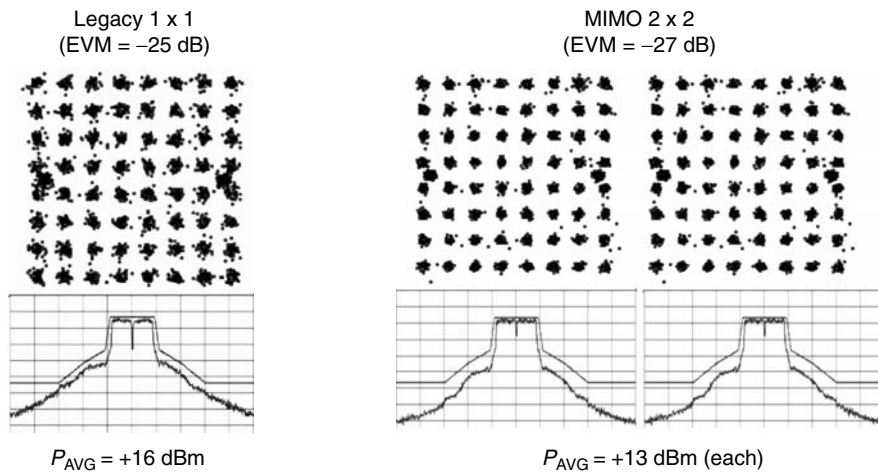 Legacy 1 x 1
(EVM = −25 dB)
MIMO 2 x 2
(EVM = −27 dB)
PAVG = +16 dBm
PAVG = +13 dBm (each)